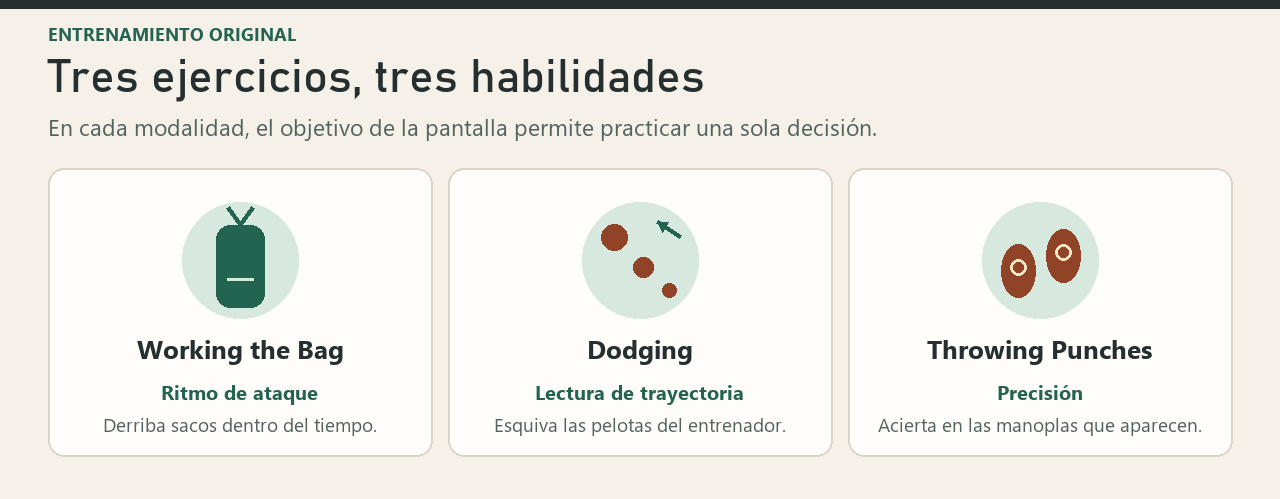 ENTRENAMIENTO ORIGINAL
Tres ejercicios, tres habilidades
En cada modalidad, el objetivo de la pantalla permite practicar una sola decisión.
Working the Bag
Ritmo de ataque
Derriba sacos dentro del tiempo.
Dodging
Lectura de trayectoria
Esquiva las pelotas del entrenador.
Throwing Punches
Precisión
Acierta en las manoplas que aparecen.